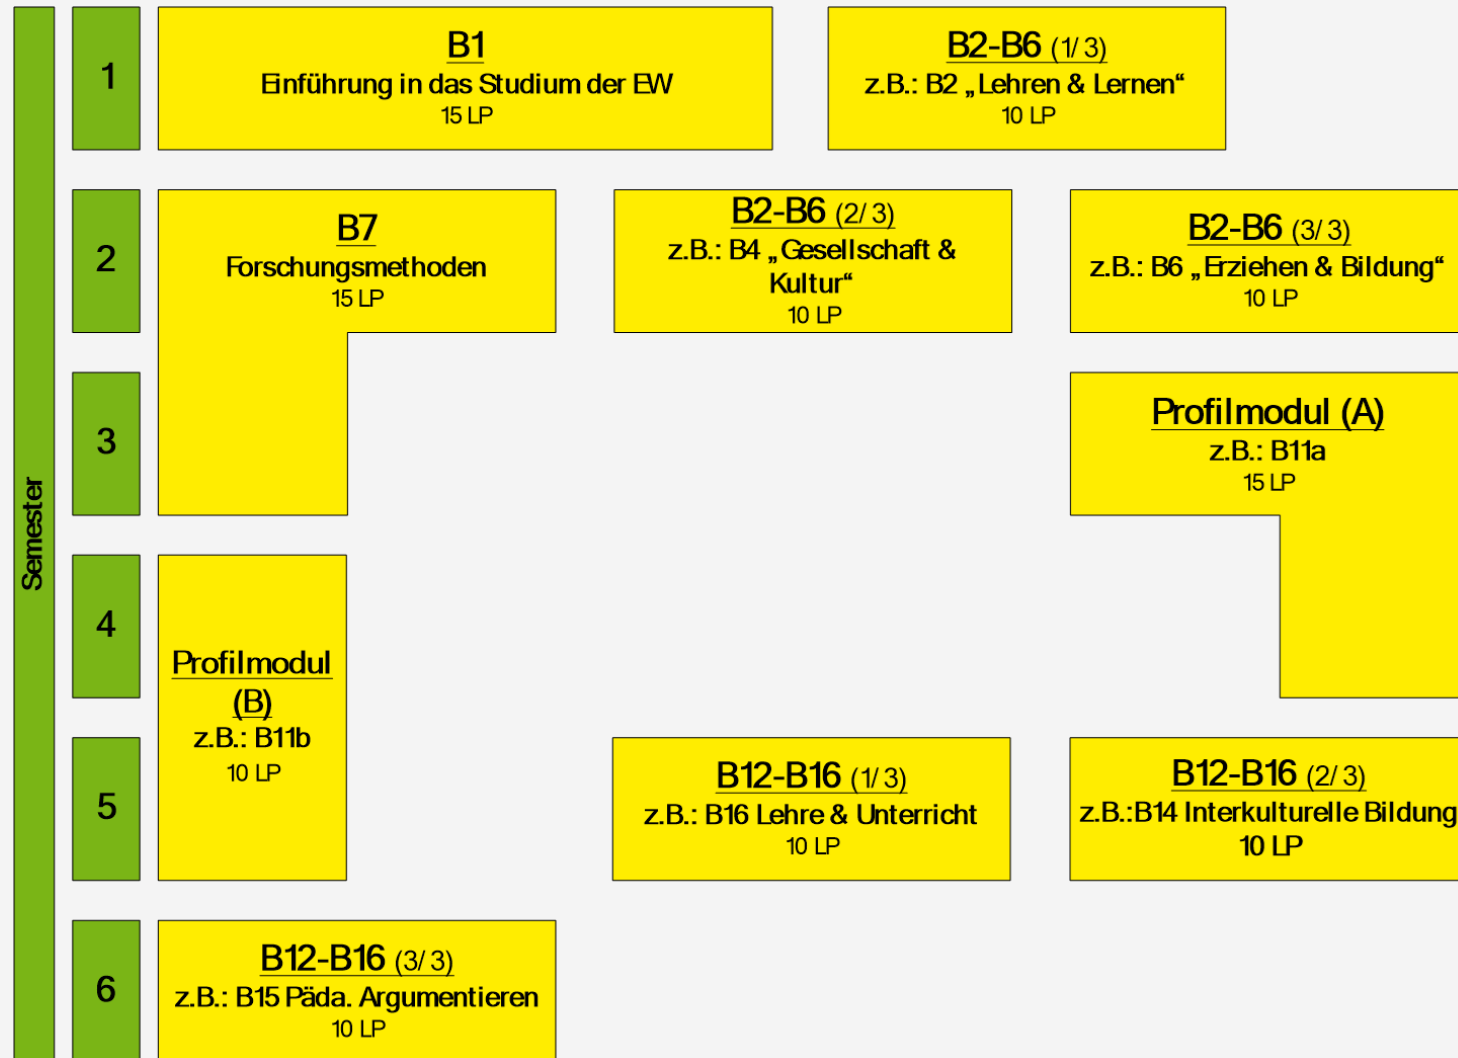 Semester
1
B1
Einführung in das Studium der EW
15 LP
B2-B6 (1/3)
z.B.: B2 „Lehren & Lernen“
10 LP
2
B7
Forschungsmethoden
15 LP
B2-B6 (2/3)
z.B.: B4 „Gesellschaft &
Kultur“
10 LP
B2-B6 (3/3)
z.B.: B6 „Erziehen & Bildung“
10 LP
3
Profilmodul (A)
z.B.: B11a
15 LP
4
Profilmodul
(B)
z.B.: B11b
10 LP
5
B12-B16 (1/3)
z.B.: B16 Lehre & Unterricht
10 LP
B12-B16 (2/3)
z.B.:B14 Interkulturelle Bildung
10 LP
6
B12-B16 (3/3)
z.B.: B15 Päda. Argumentieren
10 LP